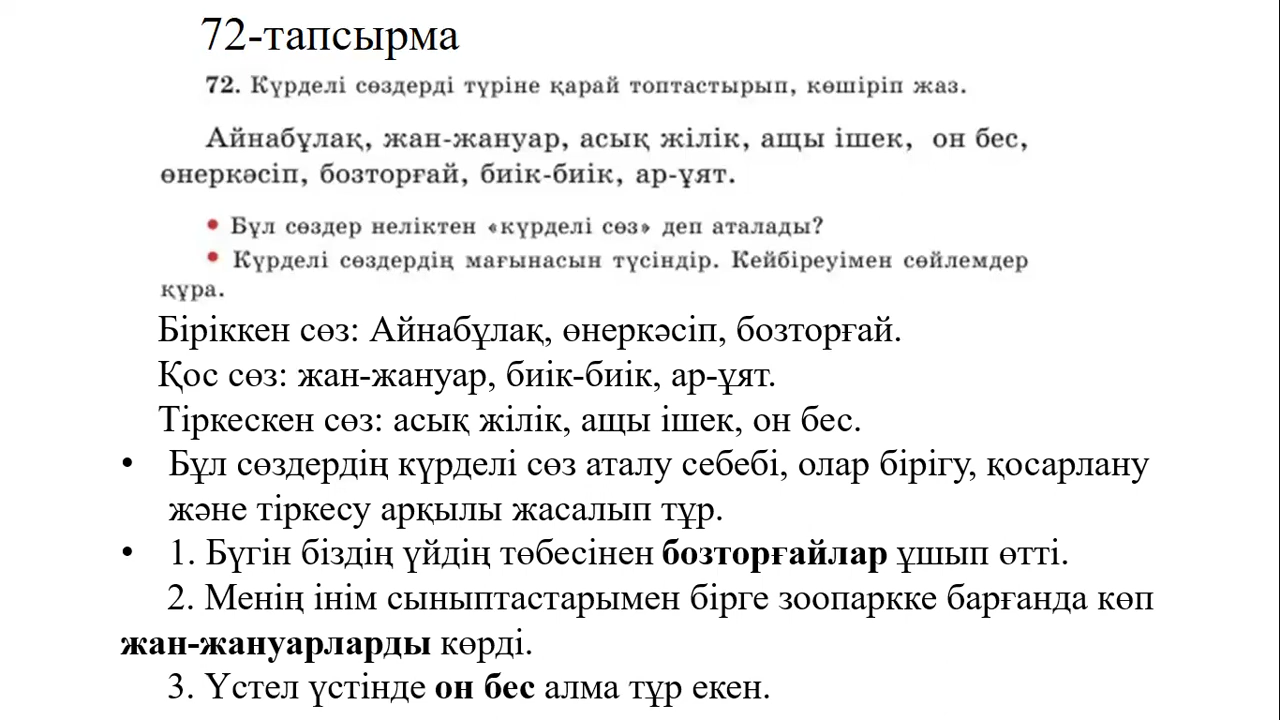 72-тапсырма
72. Күрделі сөздерді түріне қарай топтастырып, көшіріп жаз.
Айнабұлақ, жан-жануар, асық жілік, ащы ішек, он бес,
өнеркәсіп, бозторғай, биік-биік, ар-ұят.
• Бұл сөздер неліктен «күрделі сөз» деп аталады?
• Күрделі сөздердің мағынасын түсіндір. Кейбіреуімен сөйлемдер
құра.
Біріккен сөз: Айнабұлақ, өнеркәсіп, бозторғай.
Қос сөз: жан-жануар, биік-биік, ар-ұят.
Тіркескен сөз: асық жілік, ащы ішек, он бес.
• Бұл сөздердің күрделі сөз аталу себебі, олар бірігу, қосарлану
және тіркесу арқылы жасалып тұр.
• 1. Бүгін біздің үйдің төбесінен бозторғайлар ұшып өтті.
2. Менің інім сыныптастарымен бірге зоопаркке барғанда көп
жан-жануарларды көрді.
3. Үстел үстінде он бес алма тұр екен.